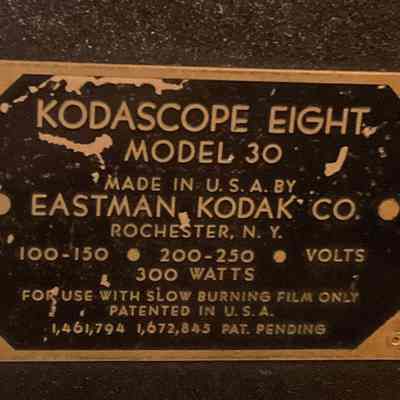 KODASCOPE EIGHT
MODEL 30
MADE IN U.S.A. BY
EASTMAN KODAK CO.
ROCHESTER, N. Y.
100-150 • 200-250 • VOLTS
300 WATTS
FOR USE WITH SLOW BURNING FILM ONLY
PATENTED IN U.S.A.
1,461,794 1,672,845 PAT. PENDING